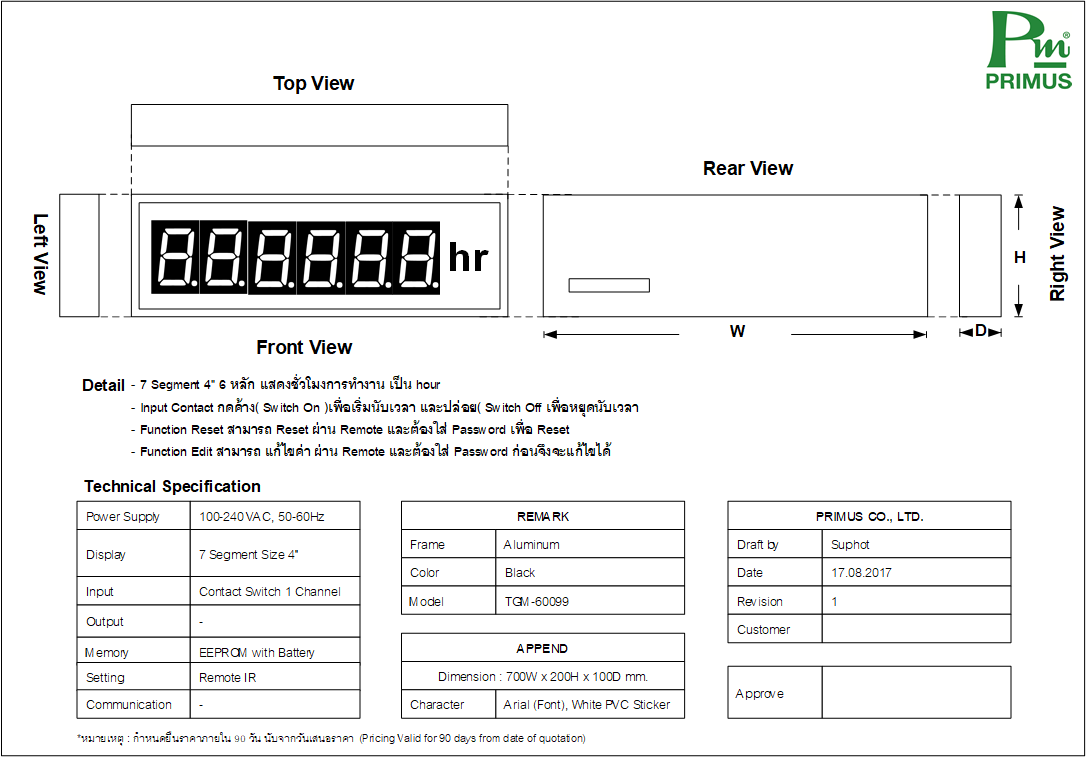 Pm®
PRIMUS
Top View
Rear View
Left View
hr
H
Right View
W
D
Front View
Detail - 7 Segment 4" 6 หลัก แสดงชั่วโมงการทำงาน เป็น hour
- Input Contact กดค้าง( Switch On )เพื่อเริ่มนับเวลา และปล่อย( Switch Off เพื่อหยุดนับเวลา
- Function Reset สามารถ Reset ผ่าน Remote และต้องใส่ Password เพื่อ Reset
- Function Edit สามารถ แก้ไขค่า ผ่าน Remote และต้องใส่ Password ก่อนจึงจะแก้ไขได้
Technical Specification
Power Supply 100-240VAC, 50-60Hz
Display 7 Segment Size 4"
Input Contact Switch 1 Channel
Output -
Memory EEPROM with Battery
Setting Remote IR
Communication -
REMARK
Frame Aluminum
Color Black
Model TGM-60099
APPEND
Dimension : 700W x 200H x 100D mm.
Character Arial (Font), White PVC Sticker
PRIMUS CO., LTD.
Draft by Suphot
Date 17.08.2017
Revision 1
Customer
Approve
*หมายเหตุ : กำหนดยืนราคาภายใน 90 วัน นับจากวันเสนอราคา (Pricing Valid for 90 days from date of quotation)